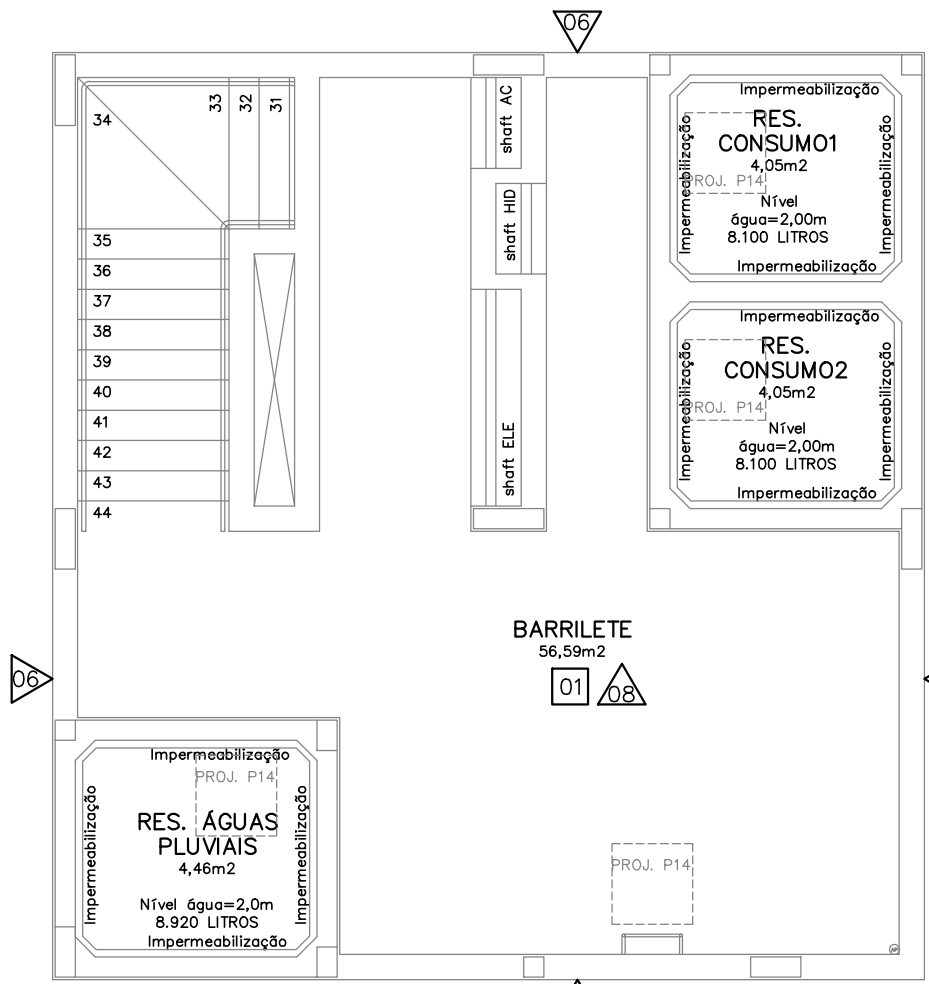 06
34
33
32
31
35
36
37
38
39
40
41
42
43
44
shaft AC
shaft HID
shaft ELE
Impermeabilização
Impermeabilização
RES.
CONSUMO1
4,05m2
PROJ. P14
Nível
água=2,00m
8.100 LITROS
Impermeabilização
Impermeabilização
Impermeabilização
Impermeabilização
RES.
CONSUMO2
4,05m2
PROJ. P14
Nível
água=2,00m
8.100 LITROS
Impermeabilização
Impermeabilização
BARRILETE
56,59m2
01
08
06
Impermeabilização
PROJ. P14
Impermeabilização
RES. ÁGUAS
PLUVIAIS
4,46m2
Nível água=2,0m
8.920 LITROS
Impermeabilização
Impermeabilização
PROJ. P14
AP